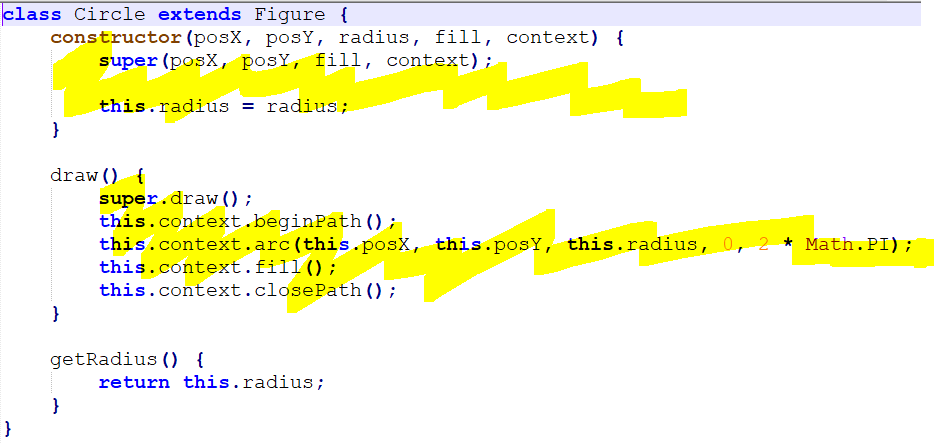 class Circle extends Figure {
    constructor(posX, posY, radius, fill, context) {
        super(posX, posY, fill, context);

        this.radius = radius;
    }

    draw() {
        super.draw();
        this.context.beginPath();
        this.context.arc(this.posX, this.posY, this.radius, 0, 2 * Math.PI);
        this.context.fill();
        this.context.closePath();
    }

    getRadius() {
        return this.radius;
    }
}